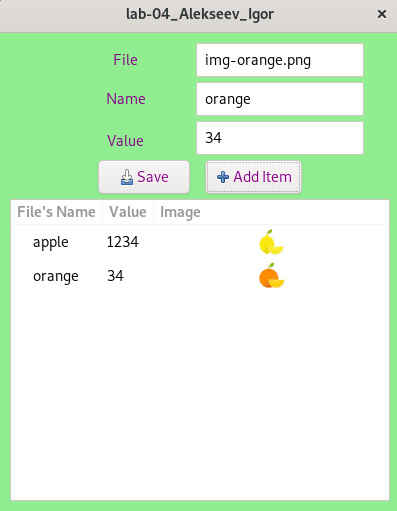 lab-04_Alekseev_Igor ×
File img-orange.png
Name orange
Value 34
Save Add Item
File's Name Value Image
apple 1234
orange 34